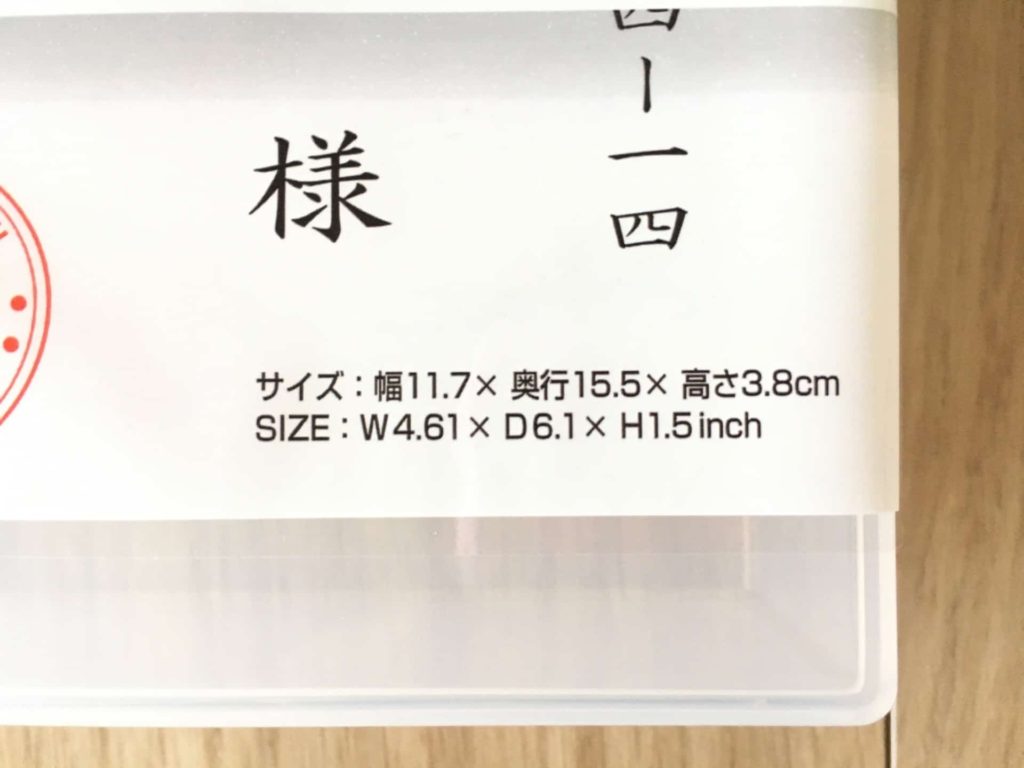 四ー一四
様
サイズ：幅11.7× 奥行15.5× 高さ3.8cm
SIZE：W4.61× D6.1× H1.5inch